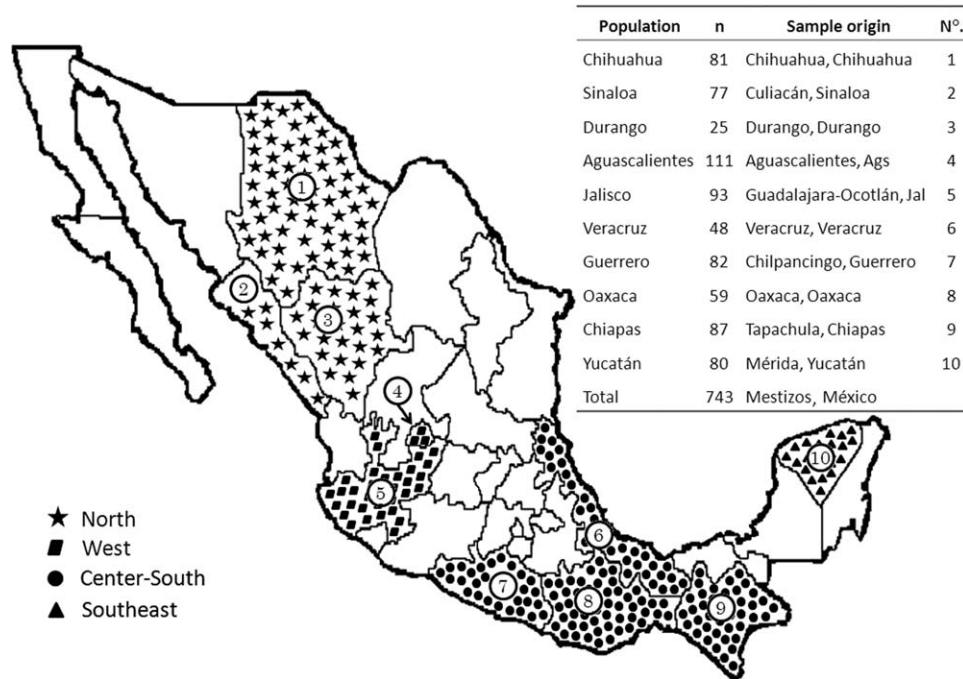 Population n Sample origin N°.
Chihuahua 81 Chihuahua, Chihuahua 1
Sinaloa 77 Culiacán, Sinaloa 2
Durango 25 Durango, Durango 3
Aguascalientes 111 Aguascalientes, Ags 4
Jalisco 93 Guadalajara-Ocotlán, Jal 5
Veracruz 48 Veracruz, Veracruz 6
Guerrero 82 Chilpancingo, Guerrero 7
Oaxaca 59 Oaxaca, Oaxaca 8
Chiapas 87 Tapachula, Chiapas 9
Yucatán 80 Mérida, Yucatán 10
Total 743 Mestizos, México
1
2
3
4
5
6
7
8
9
10
North
West
Center-South
Southeast